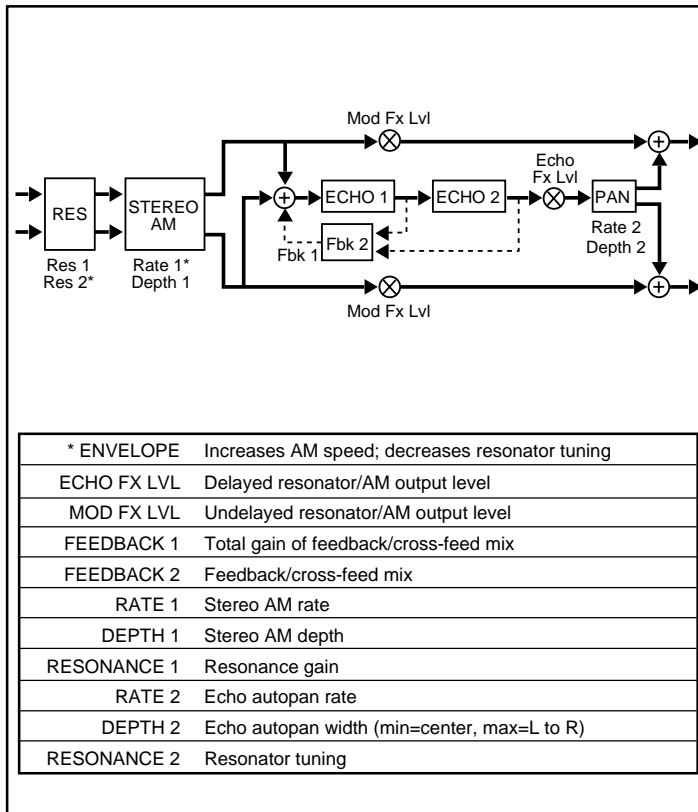 Mod Fx Lvl
Echo
Fx Lvl
+
+
ECHO 1
ECHO 2
PAN
RES
STEREO
AM
Fbk 1
Fbk 2
Rate 2
Depth 2
Res 1
Res 2*
Rate 1*
Depth 1
+
Mod Fx Lvl
* ENVELOPE Increases AM speed; decreases resonator tuning
ECHO FX LVL Delayed resonator/AM output level
MOD FX LVL Undelayed resonator/AM output level
FEEDBACK 1 Total gain of feedback/cross-feed mix
FEEDBACK 2 Feedback/cross-feed mix
RATE 1 Stereo AM rate
DEPTH 1 Stereo AM depth
RESONANCE 1 Resonance gain
RATE 2 Echo autopan rate
DEPTH 2 Echo autopan width (min=center, max=L to R)
RESONANCE 2 Resonator tuning